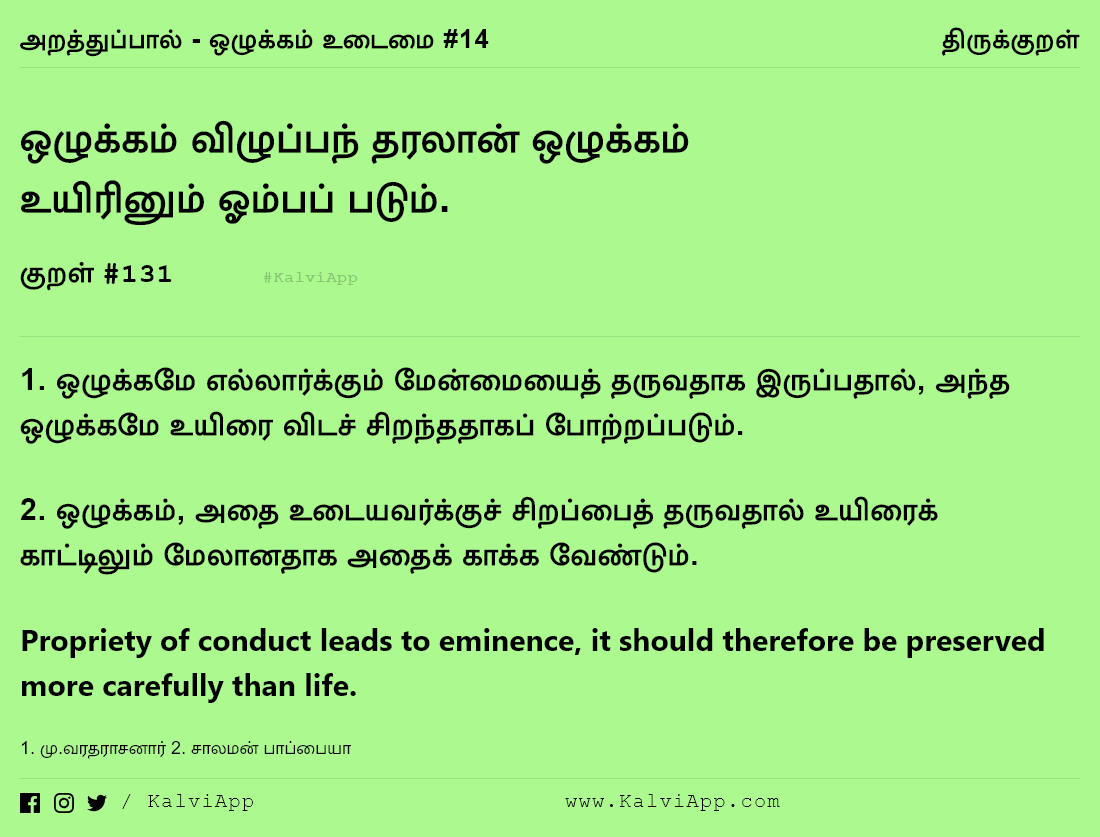 அறத்துப்பால் - ஒழுக்கம் உடைமை #14
திருக்குறள்
ஒழுக்கம் விழுப்பந் தரலான் ஒழுக்கம்
உயிரினும் ஓம்பப் படும்.
குறள் #131
#KalviApp
1. ஒழுக்கமே எல்லார்க்கும் மேன்மையைத் தருவதாக இருப்பதால், அந்த
ஒழுக்கமே உயிரை விடச் சிறந்ததாகப் போற்றப்படும்.
2. ஒழுக்கம், அதை உடையவர்க்குச் சிறப்பைத் தருவதால் உயிரைக்
காட்டிலும் மேலானதாக அதைக் காக்க வேண்டும்.
Propriety of conduct leads to eminence, it should therefore be preserved
more carefully than life.
1. மு.வரதராசனார் 2. சாலமன் பாப்பையா
/ KalviApp
www.KalviApp.com